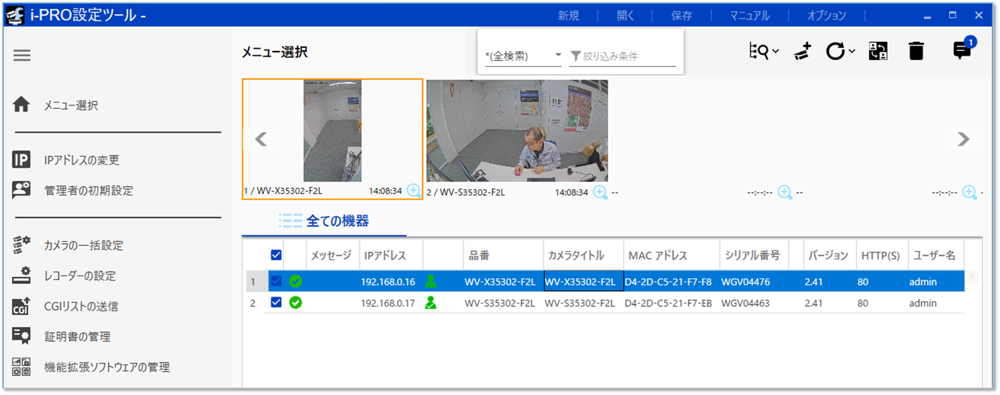 i-PRO設定ツール -
新規 開く 保存 マニュアル オプション
メニュー選択
*(全検索) 絞り込み条件
1
メニュー選択
IP IPアドレスの変更
管理者の初期設定
カメラの一括設定
レコーダーの設定
CGI CGIリストの送信
証明書の管理
機能拡張ソフトウェアの管理
1 / WV-X35302-F2L 14:08:34
2 / WV-S35302-F2L 14:08:34
-- --:--:--
-- --:--:--
全ての機器
メッセージ IPアドレス 品番 カメラタイトル MAC アドレス シリアル番号 バージョン HTTP(S) ユーザー名
1 192.168.0.16 WV-X35302-F2L WV-X35302-F2L D4-2D-C5-21-F7-F8 WGV04476 2.41 80 admin
2 192.168.0.17 WV-S35302-F2L WV-S35302-F2L D4-2D-C5-21-F7-EB WGV04463 2.41 80 admin